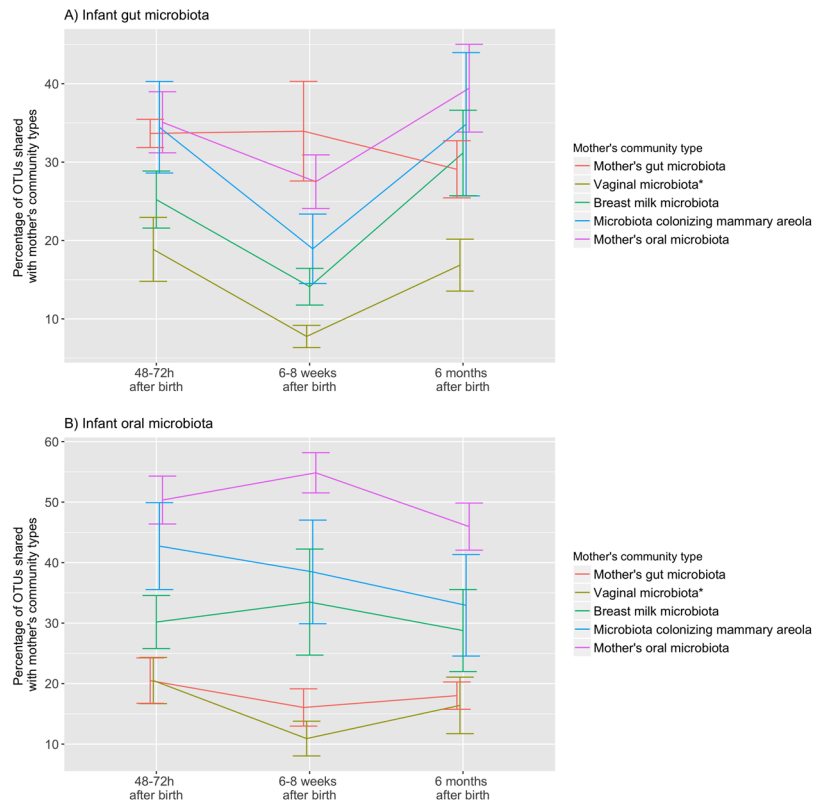 A) Infant gut microbiota
Percentage of OTUs shared
with mother's community types
40
30
20
10
48-72h
after birth
6-8 weeks
after birth
6 months
after birth
Mother's community type
Mother's gut microbiota
Vaginal microbiota*
Breast milk microbiota
Microbiota colonizing mammary areola
Mother's oral microbiota
B) Infant oral microbiota
Percentage of OTUs shared
with mother's community types
60
50
40
30
20
10
48-72h
after birth
6-8 weeks
after birth
6 months
after birth
Mother's community type
Mother's gut microbiota
Vaginal microbiota*
Breast milk microbiota
Microbiota colonizing mammary areola
Mother's oral microbiota